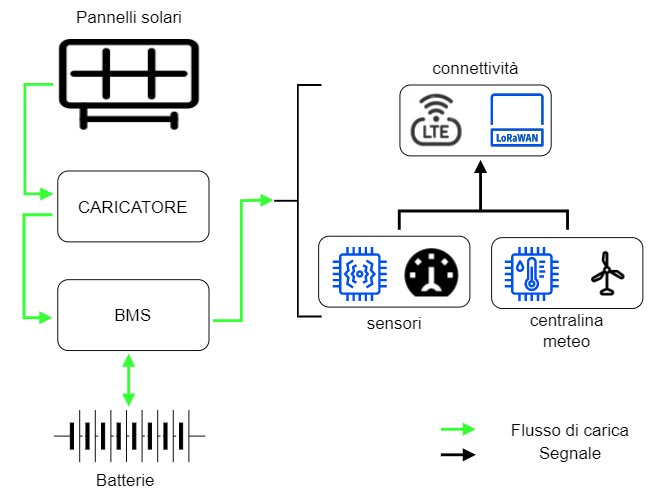 Pannelli solari
connettività
LTE
LoRaWAN
CARICATORE
BMS
sensori
centralina
meteo
Batterie
Flusso di carica
Segnale